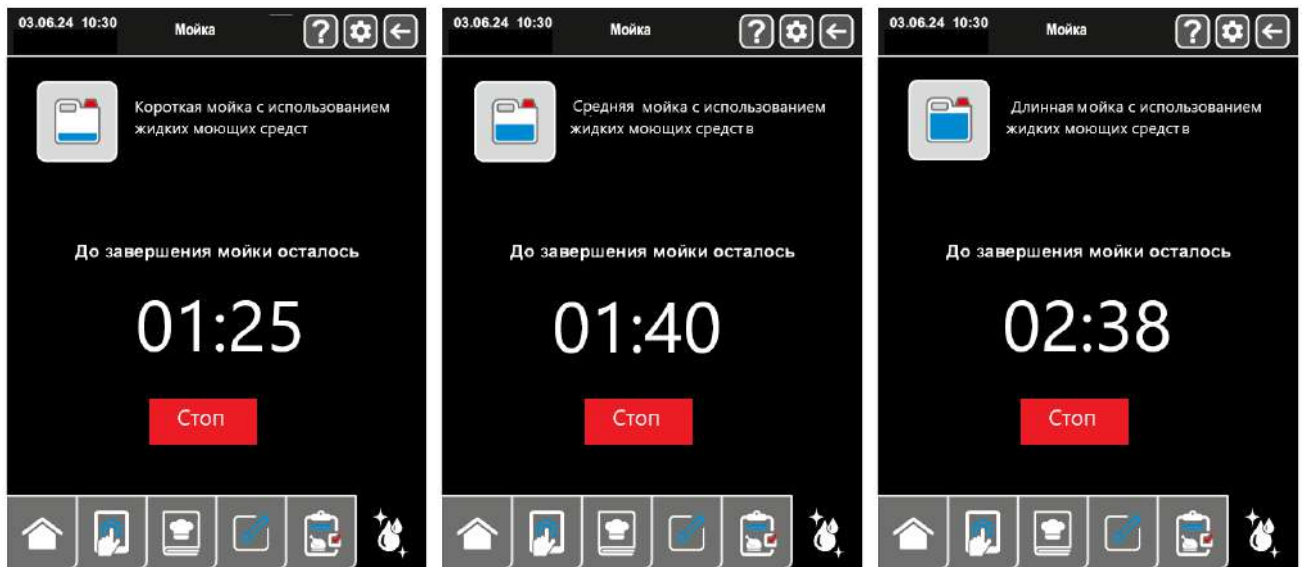 03.06.24 10:30 Мойка ?
Короткая мойка с использованием
жидких моющих средст
До завершения мойки осталось
01:25
Стоп
03.06.24 10:30 Мойка ?
Средняя мойка с использованием
жидких моющих средств
До завершения мойки осталось
01:40
Стоп
03.06.24 10:30 Мойка ?
Длинная мойка с использованием
жидких моющих средств
До завершения мойки осталось
02:38
Стоп